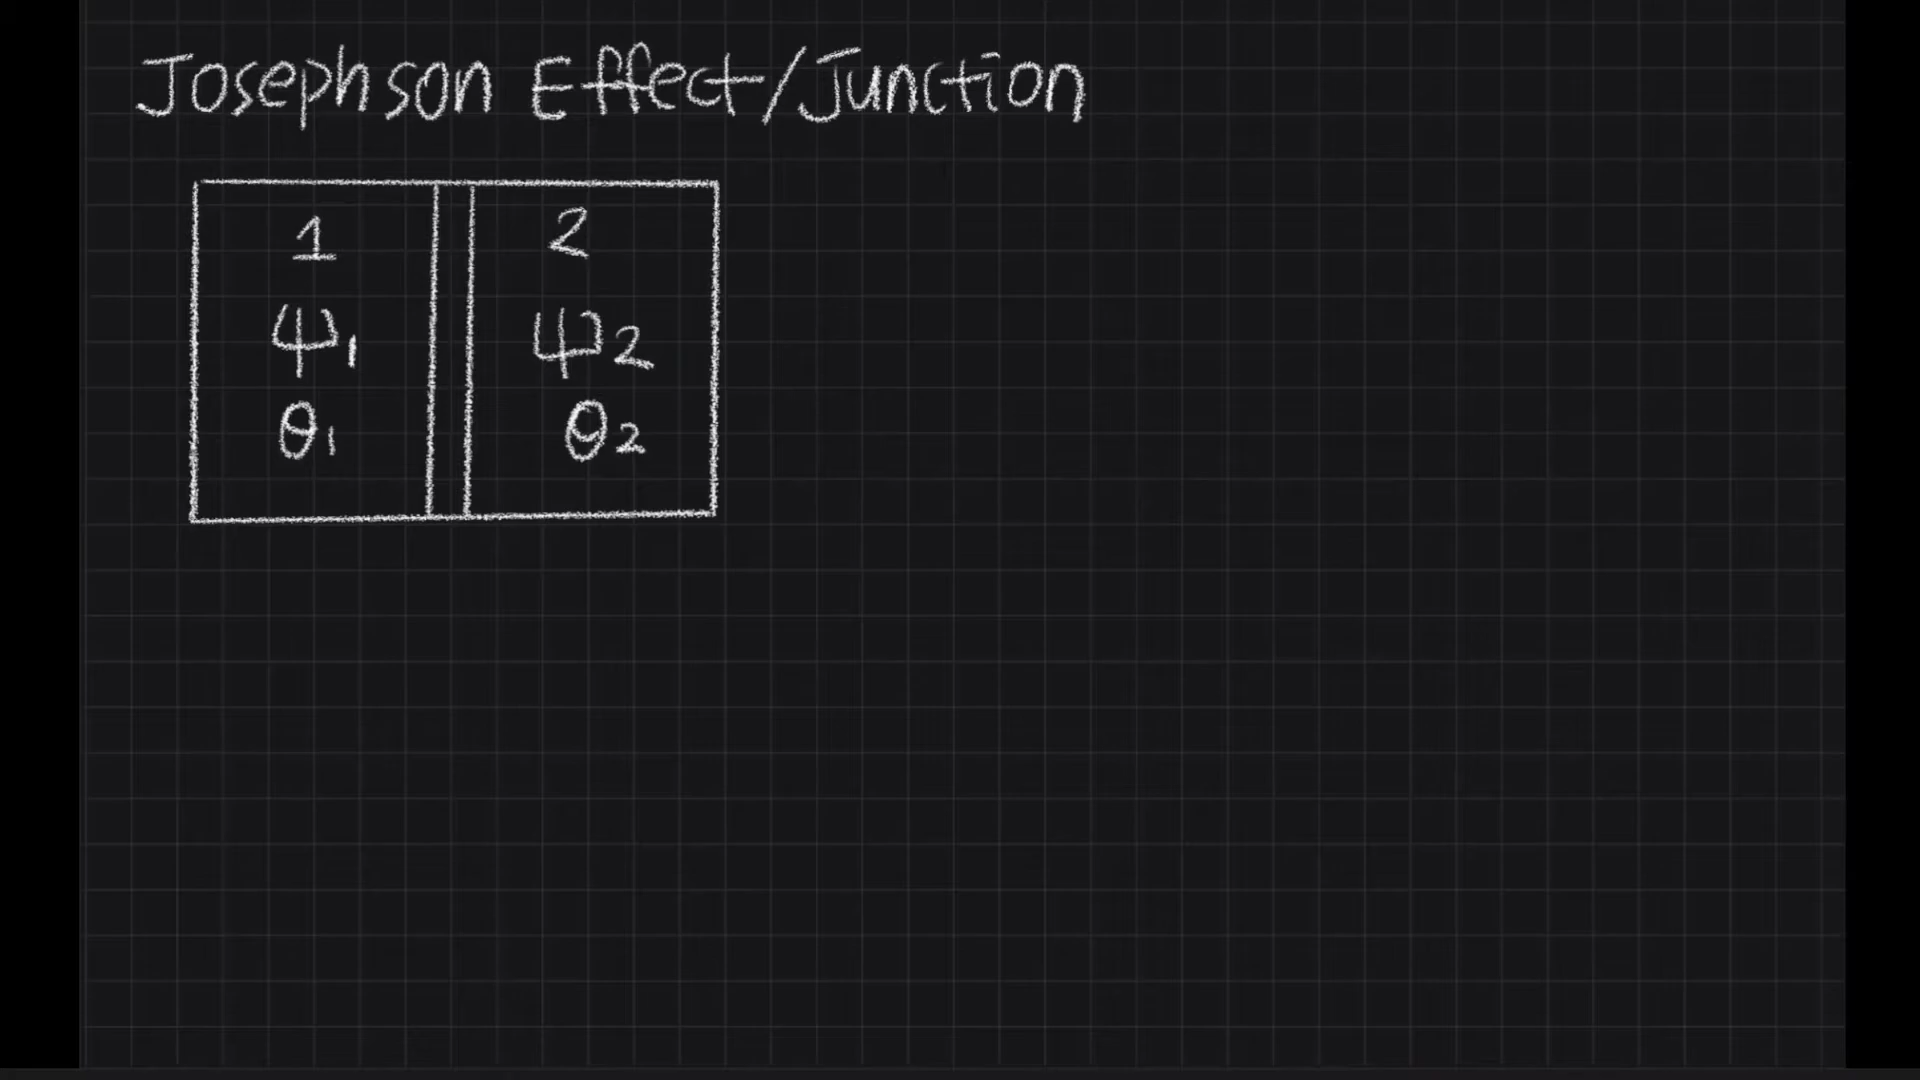 Josephson Effect/Junction
1 2
ψ₁ ψ₂
θ₁ θ₂